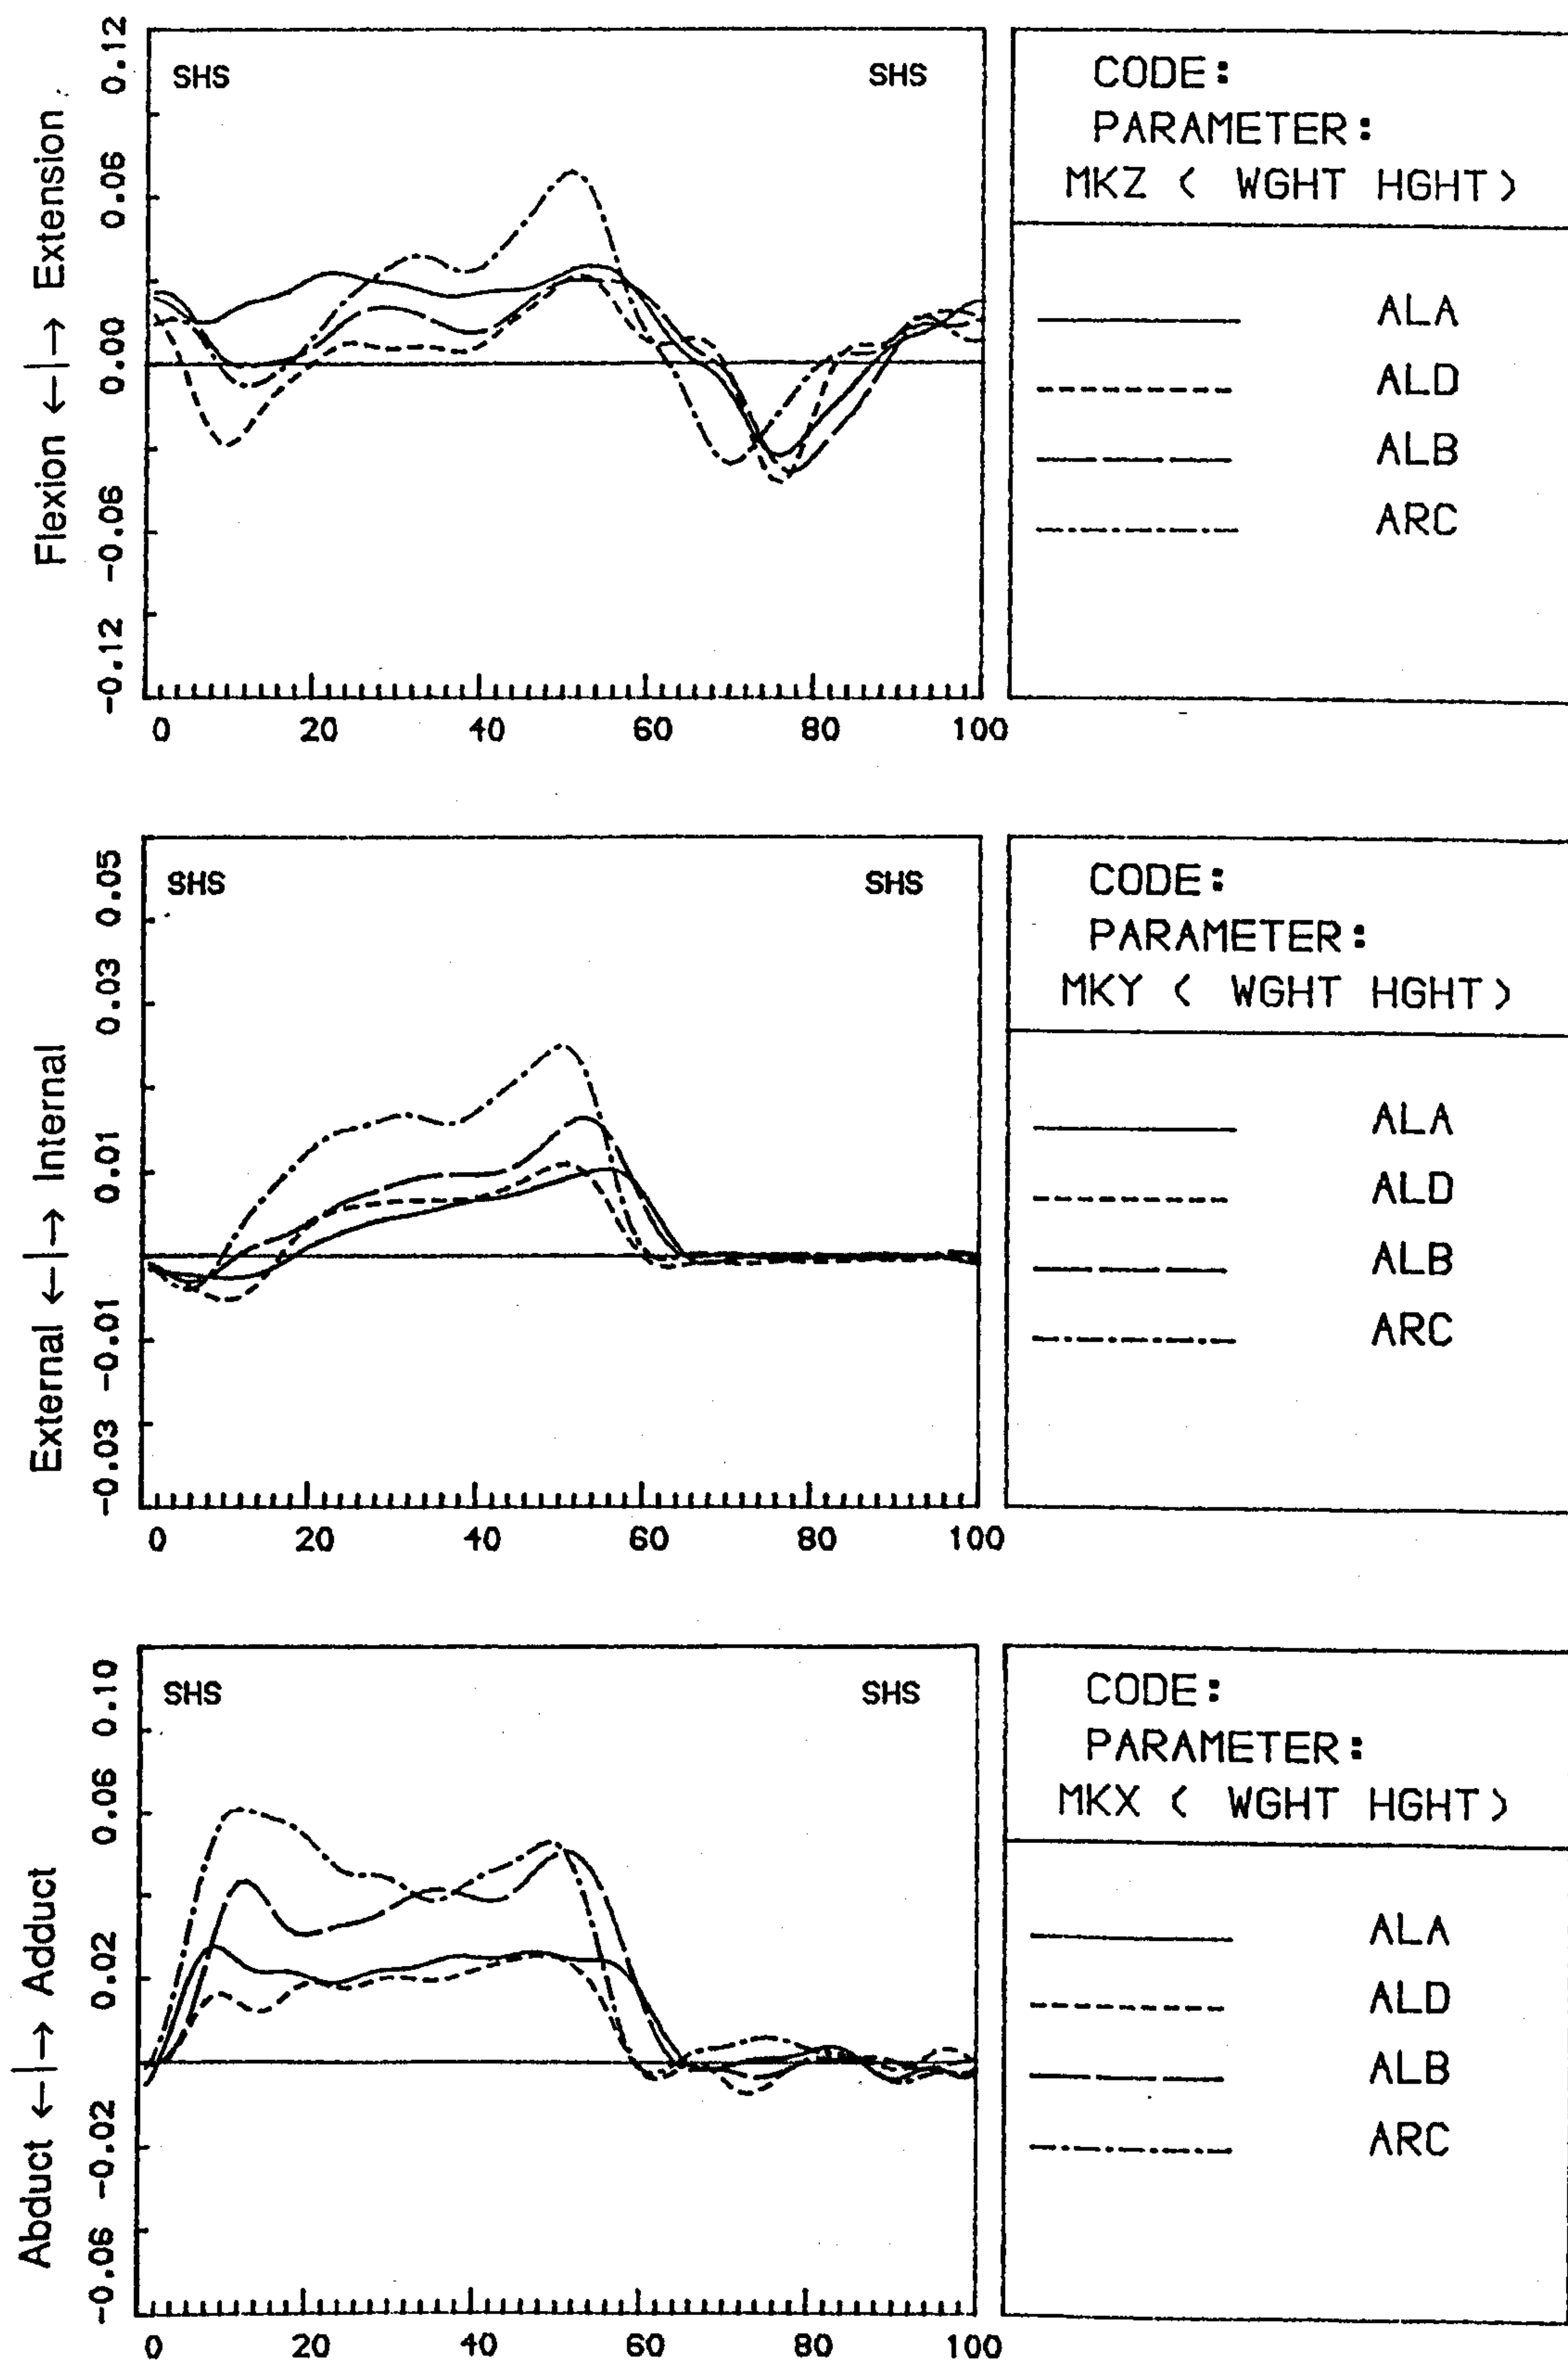 Flexion ←|→ Extension
0.12
0.06
0.00
-0.06
-0.12
SHS SHS
0 20 40 60 80 100
CODE:
PARAMETER:
MKZ ( WGHT HGHT)
ALA
ALD
ALB
ARC
External ←|→ Internal
0.05
0.03
0.01
-0.01
-0.03
SHS SHS
0 20 40 60 80 100
CODE:
PARAMETER:
MKY ( WGHT HGHT)
ALA
ALD
ALB
ARC
Abduct ←|→ Adduct
0.10
0.06
0.02
-0.02
-0.06
SHS SHS
0 20 40 60 80 100
CODE:
PARAMETER:
MKX ( WGHT HGHT)
ALA
ALD
ALB
ARC